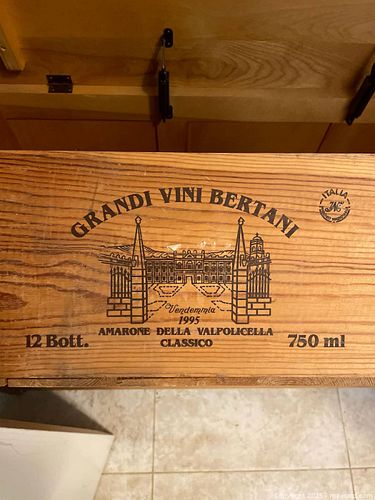 GRANDI VINI BERTANI
ITALIA
Vendemmia
1995
12 Bott.
AMARONE DELLA VALPOLICELLA
CLASSICO
750 ml